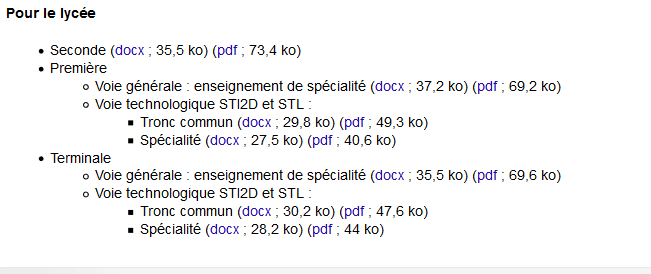 Pour le lycée
Seconde (docx ; 35,5 ko) (pdf ; 73,4 ko)
Première
Voie générale : enseignement de spécialité (docx ; 37,2 ko) (pdf ; 69,2 ko)
Voie technologique STI2D et STL :
Tronc commun (docx ; 29,8 ko) (pdf ; 49,3 ko)
Spécialité (docx ; 27,5 ko) (pdf ; 40,6 ko)
Terminale
Voie générale : enseignement de spécialité (docx ; 35,5 ko) (pdf ; 69,6 ko)
Voie technologique STI2D et STL :
Tronc commun (docx ; 30,2 ko) (pdf ; 47,6 ko)
Spécialité (docx ; 28,2 ko) (pdf ; 44 ko)